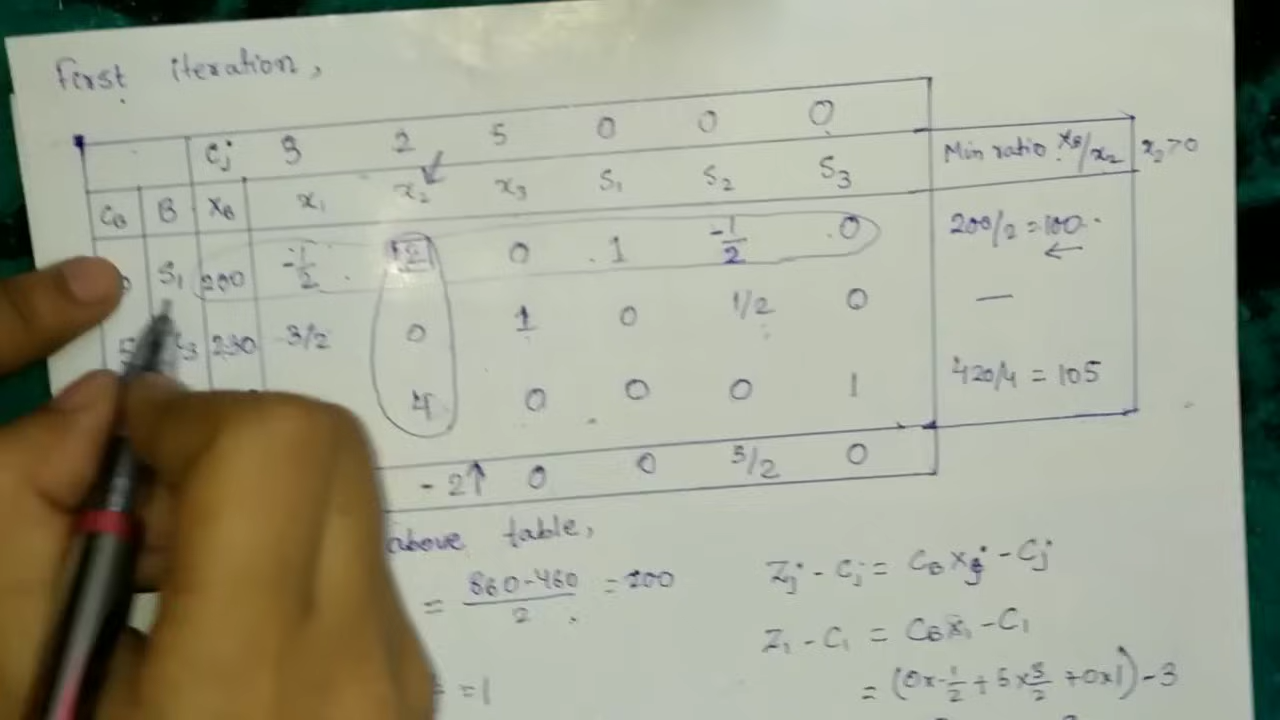 First iteration,
Cj 3 2 5 0 0 0
Min ratio XB/x2 x2>0
CB B XB x1 x2 x3 S1 S2 S3
S1 200 -1/2 2 0 1 -1/2 0 200/2 = 100 ←
5 230 3/2 0 1 0 1/2 0 —
4 0 0 0 1 420/4 = 105
-2↑ 0 0 5/2 0
above table,
= 860-460/2 = 200
Zj - Cj = CB xj - Cj
Z1 - C1 = CB x1 - C1
= 1
= (0x-1/2 + 5x3/2 + 0x1) - 3